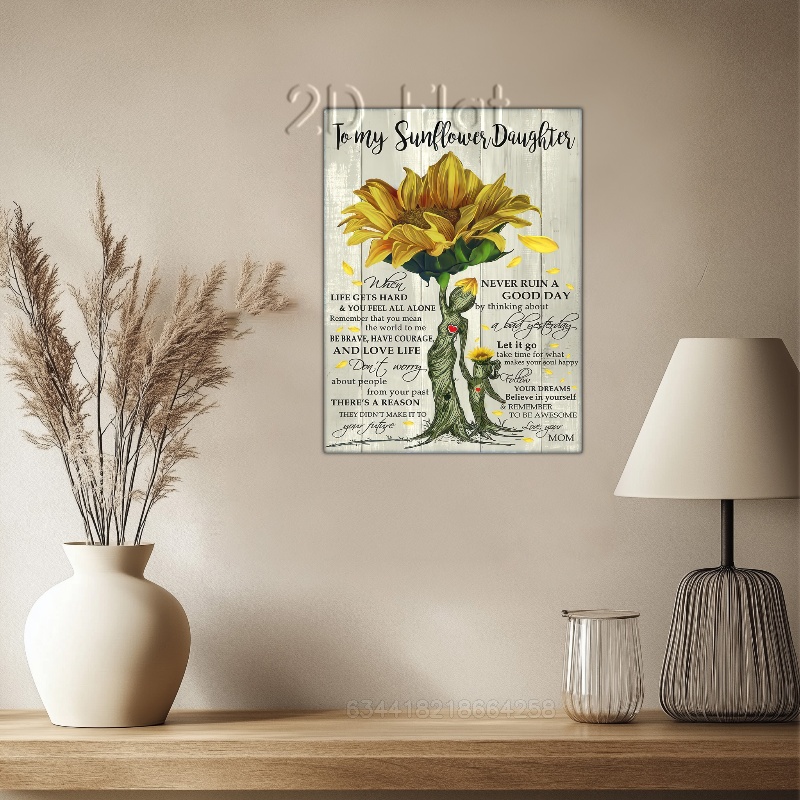 2D Flat
To my Sunflower Daughter
When
LIFE GETS HARD
& YOU FEEL ALL ALONE
Remember that you mean
the world to me
BE BRAVE, HAVE COURAGE,
AND LOVE LIFE
Don't worry
about people
from your past
THERE'S A REASON
THEY DIDN'T MAKE IT TO
your future
NEVER RUIN A
GOOD DAY
by thinking about
a bad yesterday
Let it go
take time for what
makes your soul happy
Follow
YOUR DREAMS
Believe in yourself
& REMEMBER
TO BE AWESOME
Love, your
MOM
6344182186642​58